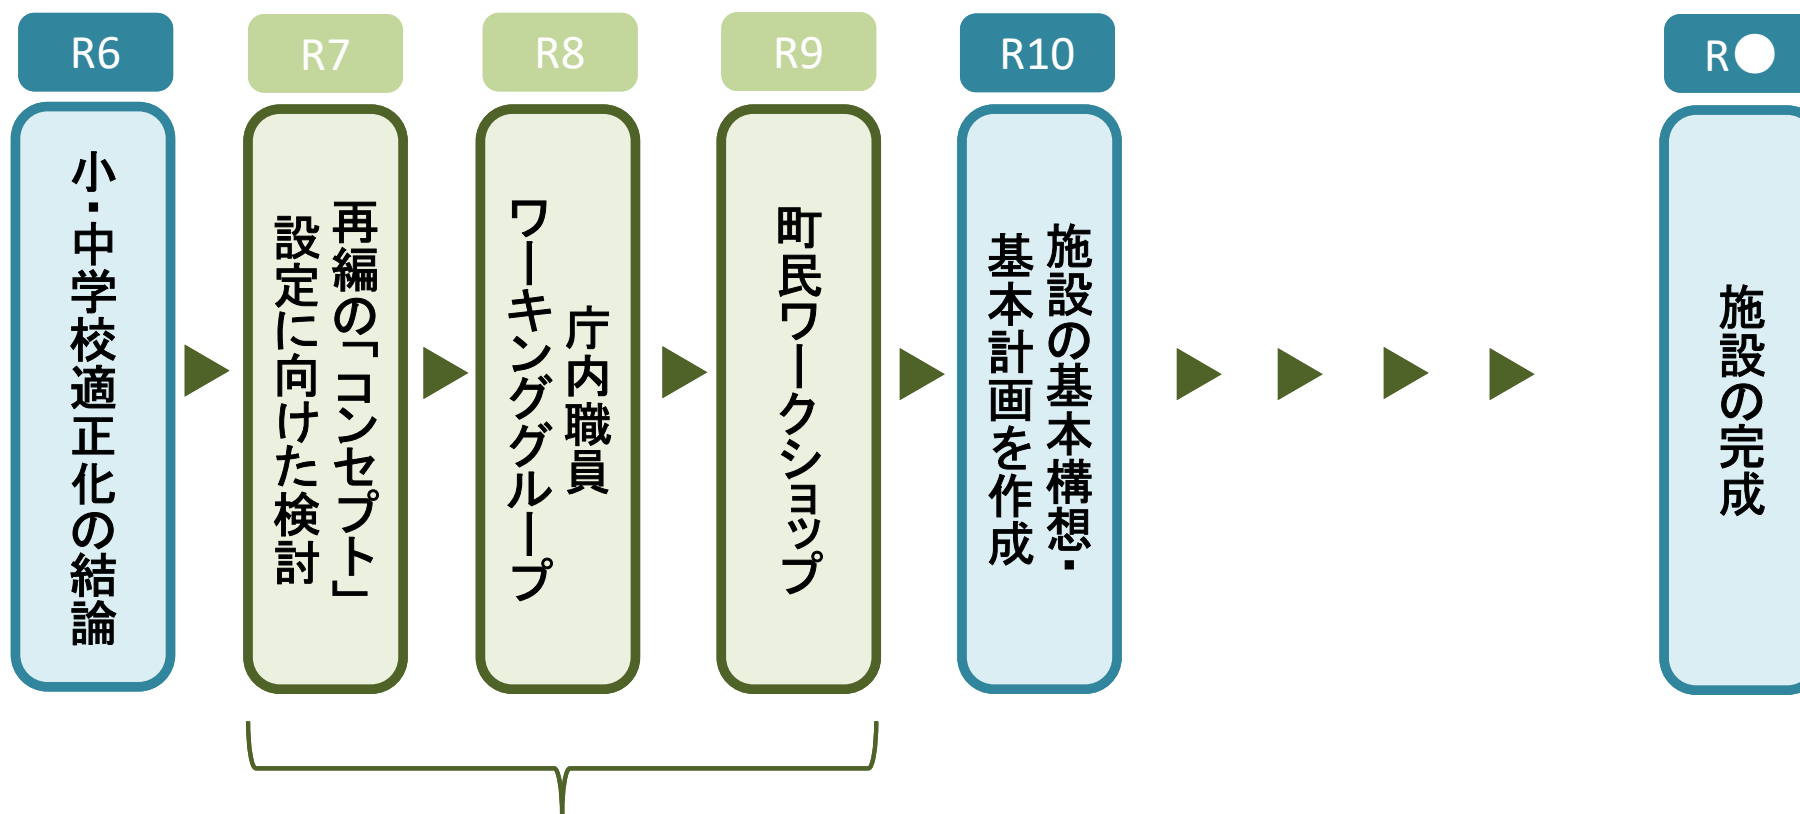 R6
小・中学校適正化の結論
R7
再編の「コンセプト」
設定に向けた検討
R8
庁内職員
ワーキンググループ
R9
町民ワークショップ
R10
施設の基本構想・
基本計画を作成
R●
施設の完成